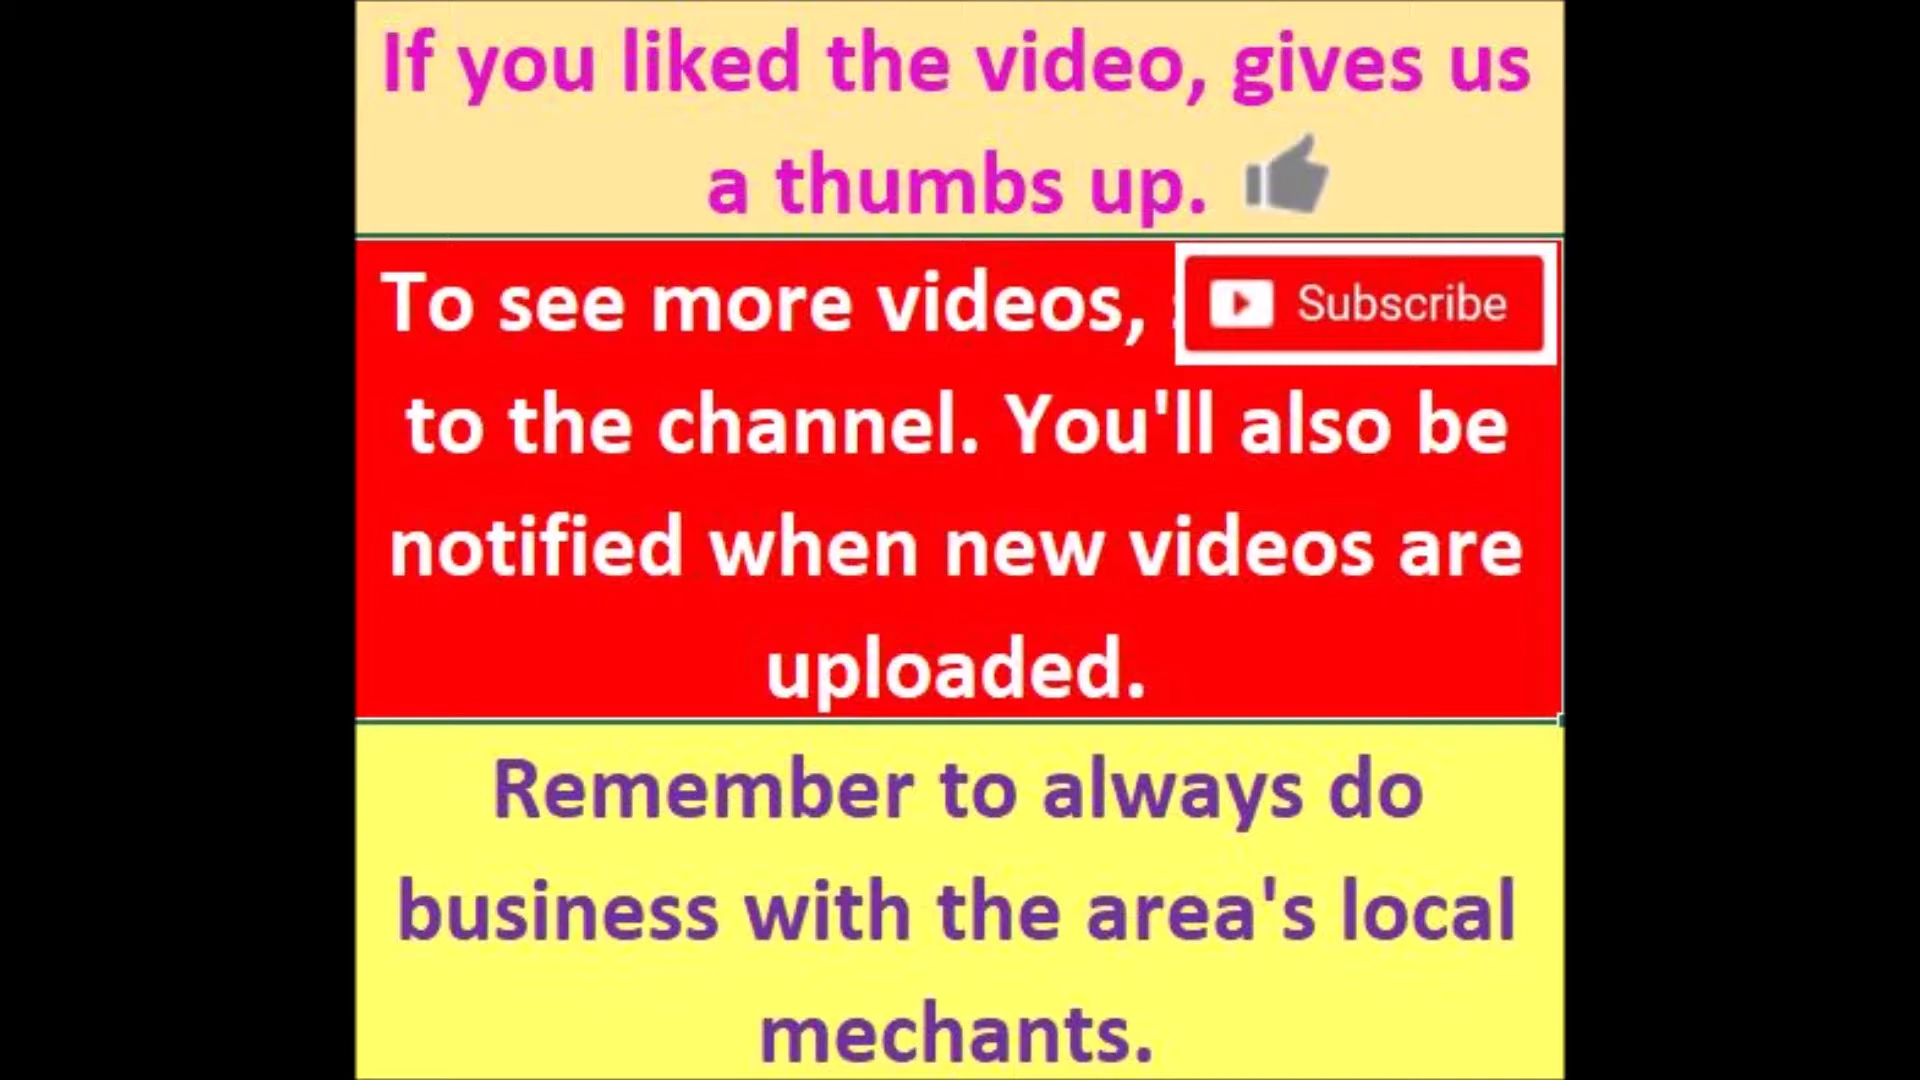 If you liked the video, gives us
a thumbs up.
To see more videos, Subscribe
to the channel. You'll also be
notified when new videos are
uploaded.
Remember to always do
business with the area's local
mechants.